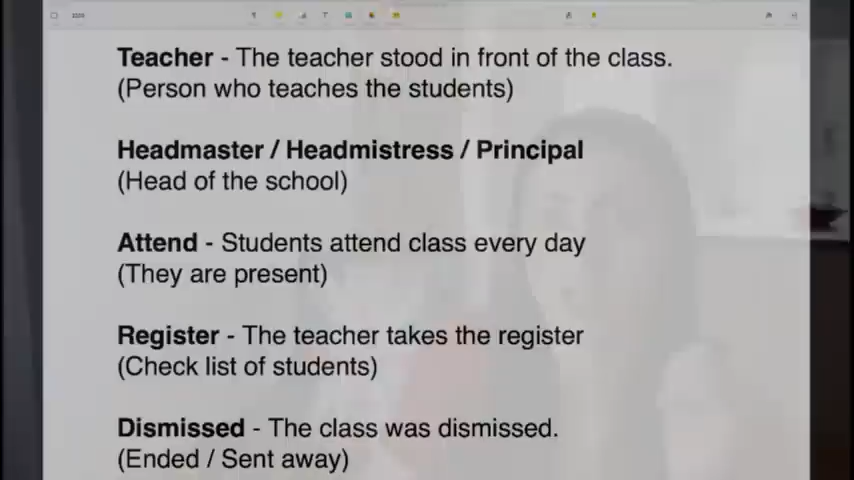 Teacher - The teacher stood in front of the class.
(Person who teaches the students)
Headmaster / Headmistress / Principal
(Head of the school)
Attend - Students attend class every day
(They are present)
Register - The teacher takes the register
(Check list of students)
Dismissed - The class was dismissed.
(Ended / Sent away)